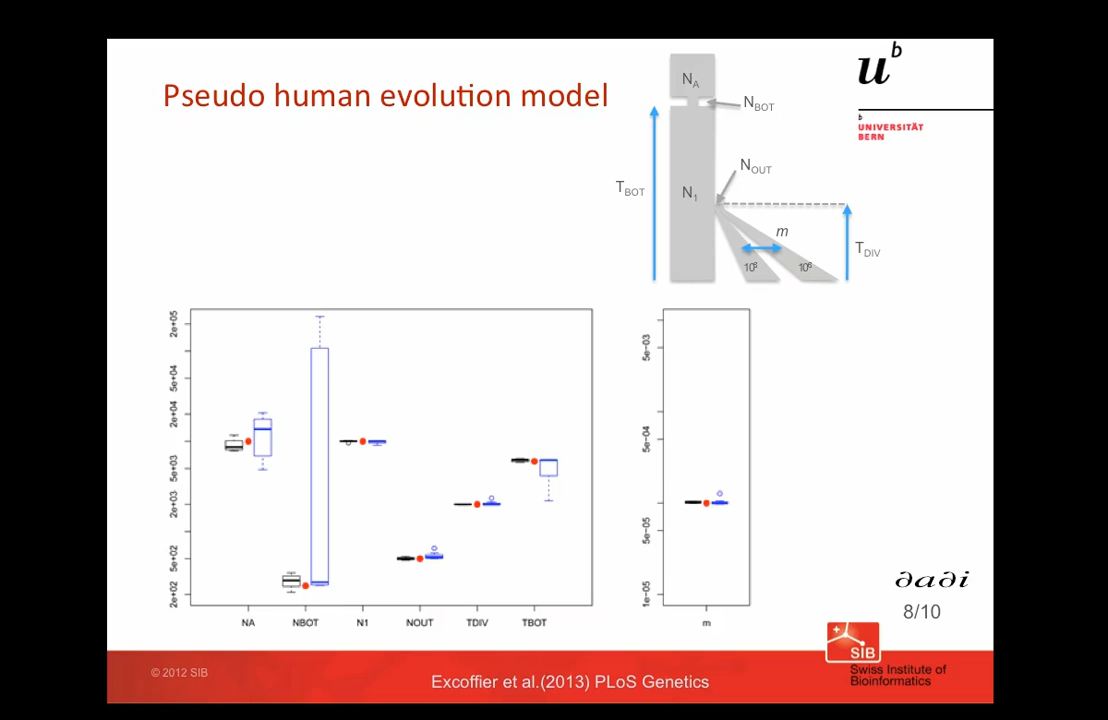 Pseudo human evolution model
N_A
N_BOT
N_OUT
N_1
T_BOT
m
T_DIV
10^8
10^6
u^b
b
UNIVERSITÄT
BERN
2e+05
5e+04
2e+04
5e+03
2e+03
5e+02
2e+02
NA
NBOT
N1
NOUT
TDIV
TBOT
5e-03
5e-04
5e-05
1e-05
m
∂a∂i
8/10
SIB
Swiss Institute of
Bioinformatics
© 2012 SIB
Excoffier et al.(2013) PLoS Genetics